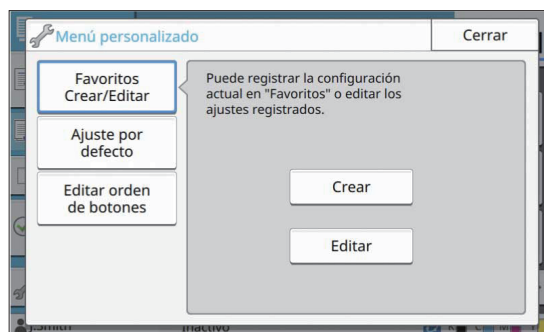 Menú personalizado
Cerrar
Favoritos
Crear/Editar
Puede registrar la configuración
actual en "Favoritos" o editar los
ajustes registrados.
Ajuste por
defecto
Editar orden
de botones
Crear
Editar
J.Smith
Inactivo